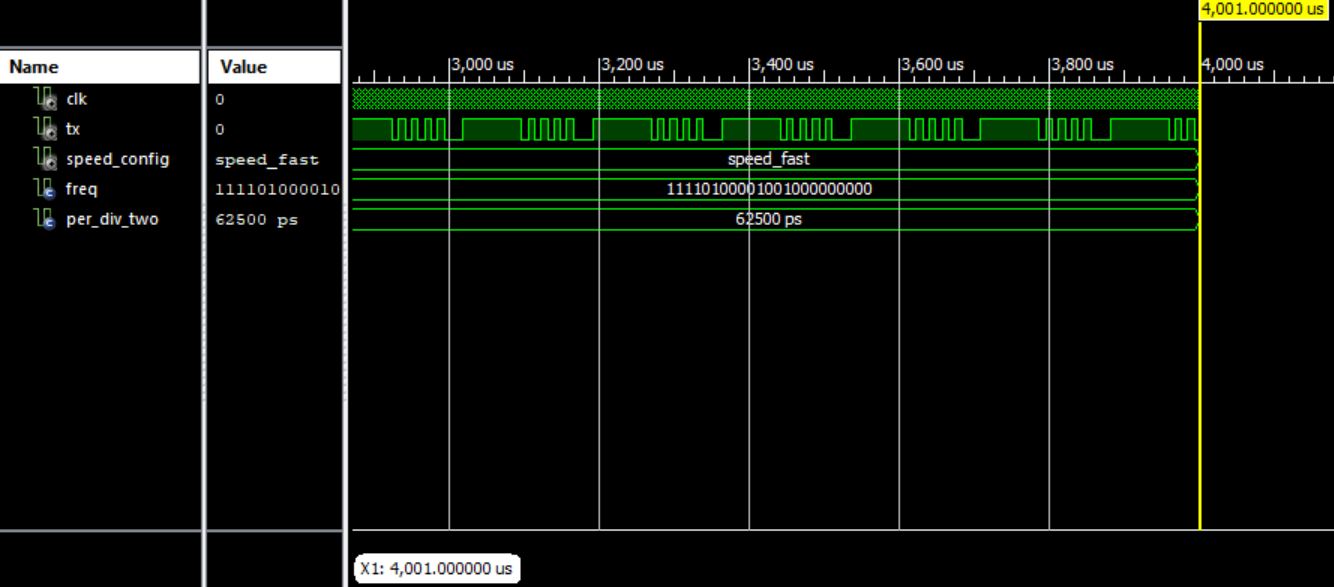 4,001.000000 us
Name Value
3,000 us 3,200 us 3,400 us 3,600 us 3,800 us 4,000 us
clk 0
tx 0
speed_config speed_fast speed_fast
freq 111101000010 11110100001001000000000
per_div_two 62500 ps 62500 ps
X1: 4,001.000000 us